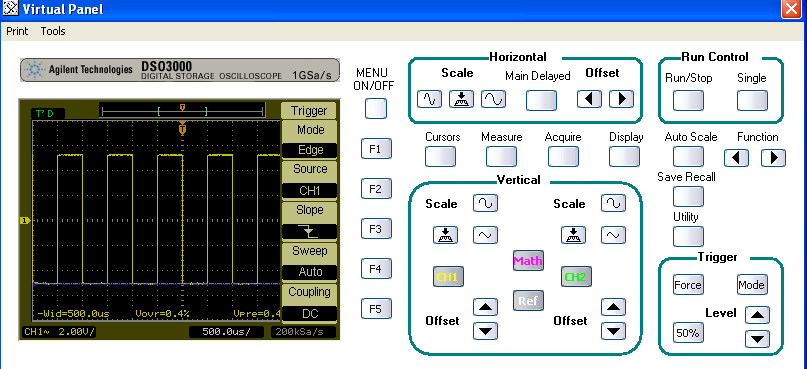 Virtual Panel
Print Tools
Agilent Technologies DSO3000
DIGITAL STORAGE OSCILLOSCOPE 1GSa/s
T'D
Trigger
Mode
Edge
Source
CH1
Slope
Sweep
Auto
Coupling
DC
1
-Wid=500.0us Vovr=0.4% Vpre=0.4
CH1~ 2.00V/ 500.0us/ 200kSa/s
MENU
ON/OFF
F1
F2
F3
F4
F5
Horizontal
Scale Main Delayed Offset
Run Control
Run/Stop Single
Cursors Measure Acquire Display Auto Scale Function
Save Recall
Utility
Vertical
Scale Scale
Math
CH1 CH2
Ref
Offset Offset
Trigger
Force Mode
Level
50%